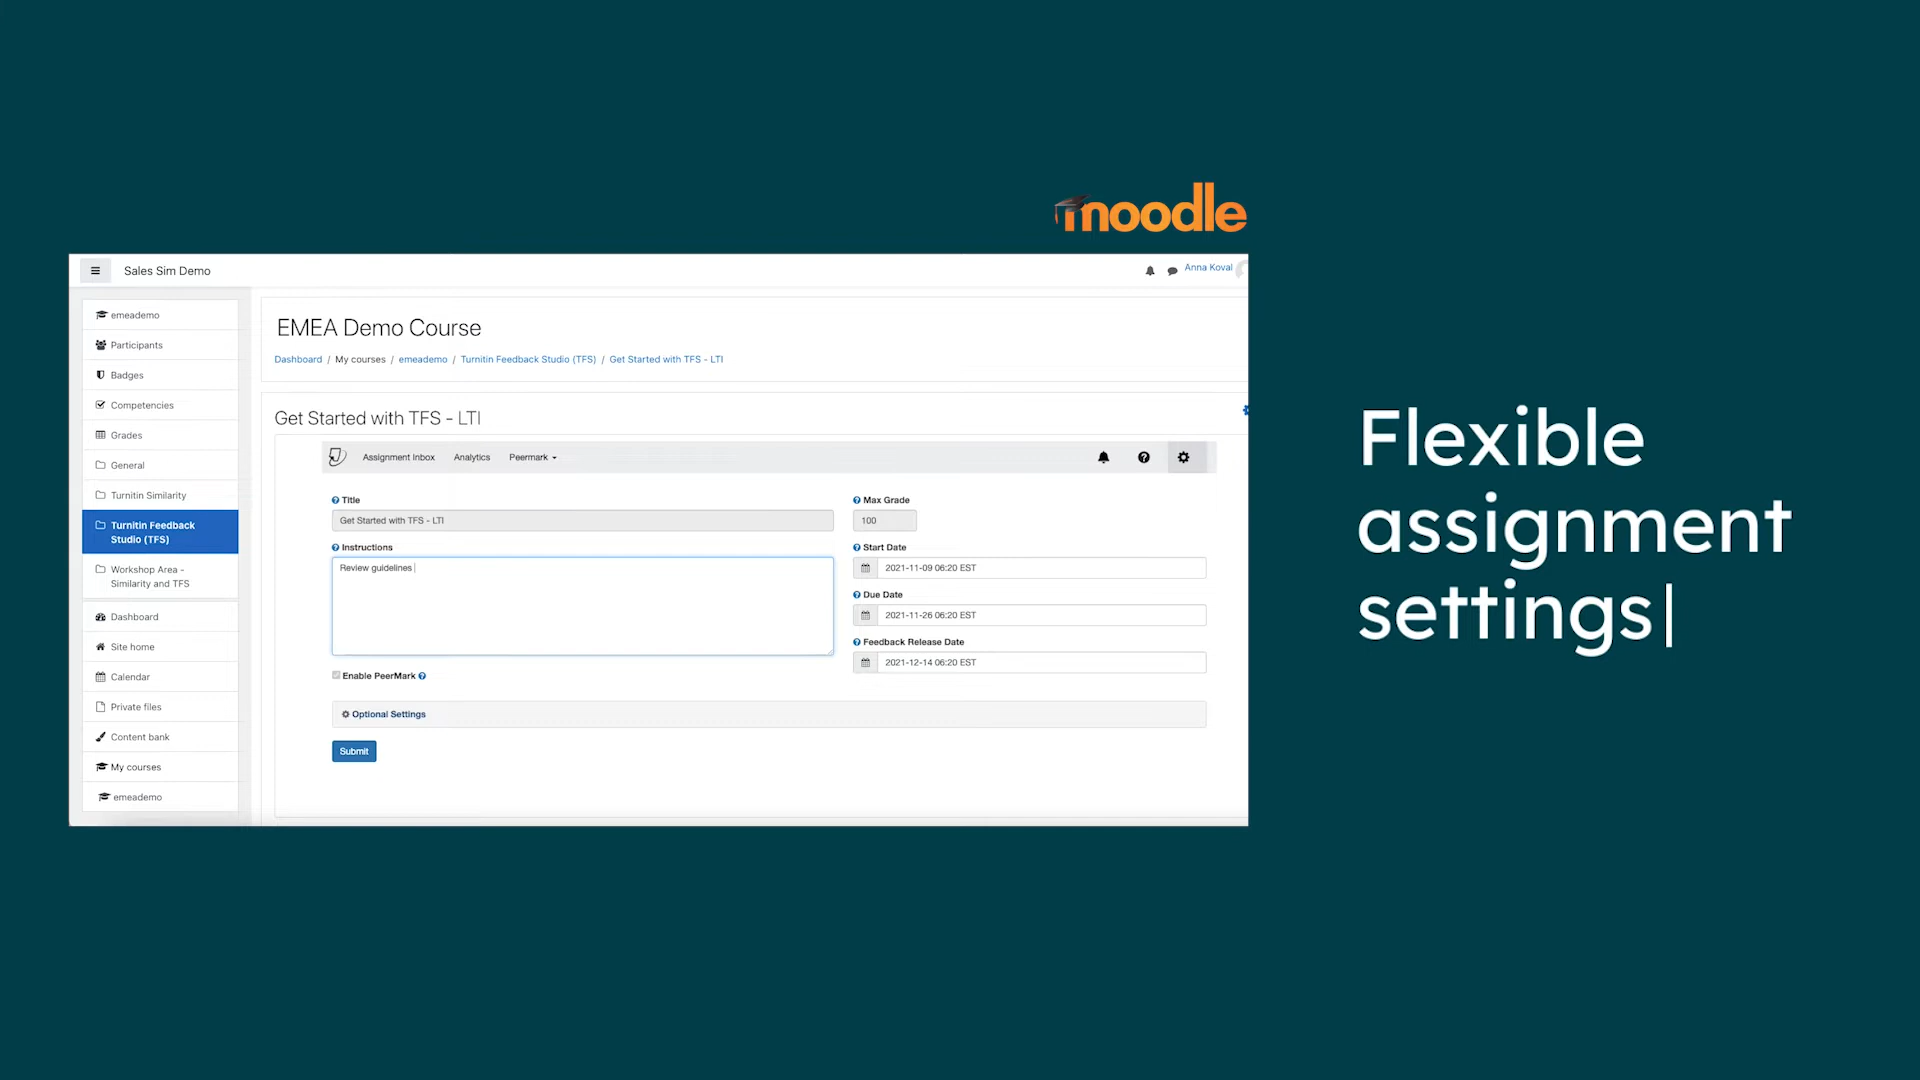 moodle
Sales Sim Demo
Anna Koval
emeademo
Participants
Badges
Competencies
Grades
General
Turnitin Similarity
Turnitin Feedback
Studio (TFS)
Workshop Area -
Similarity and TFS
Dashboard
Site home
Calendar
Private files
Content bank
My courses
emeademo
EMEA Demo Course
Dashboard / My courses / emeademo / Turnitin Feedback Studio (TFS) / Get Started with TFS - LTI
Get Started with TFS - LTI
Assignment Inbox Analytics Peermark
Title
Get Started with TFS - LTI
Instructions
Review guidelines
Enable PeerMark
Max Grade
100
Start Date
2021-11-09 06:20 EST
Due Date
2021-11-26 06:20 EST
Feedback Release Date
2021-12-14 06:20 EST
Optional Settings
Submit
Flexible
assignment
settings